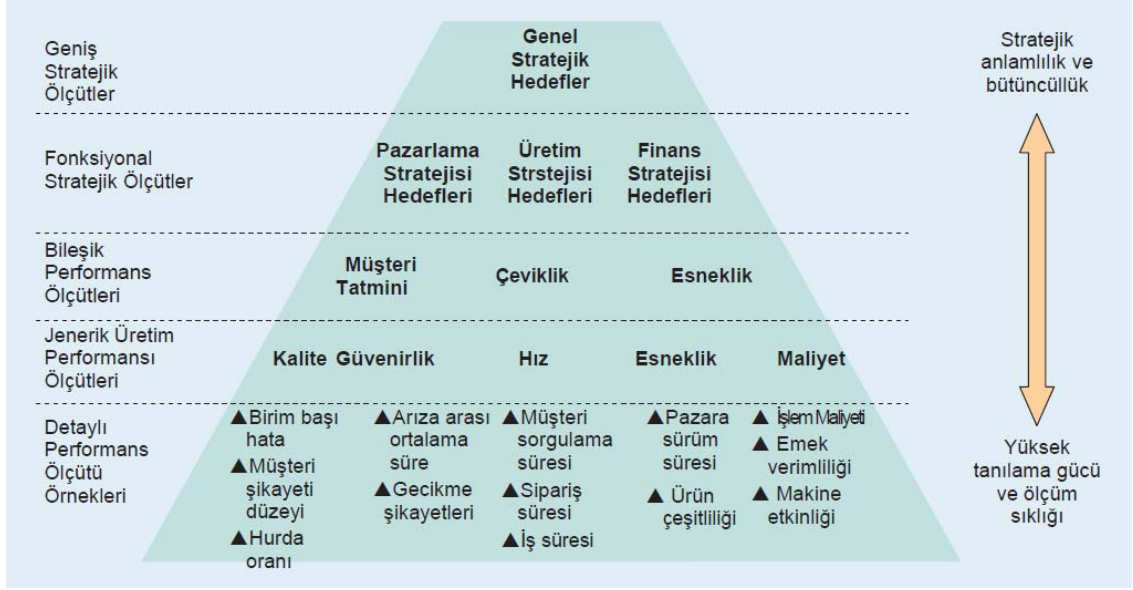 Geniş
Stratejik
Ölçütler
Genel
Stratejik
Hedefler
Stratejik
anlamlılık ve
bütüncüllük
Fonksiyonal
Stratejik Ölçütler
Pazarlama
Stratejisi
Hedefleri
Üretim
Strstejisi
Hedefleri
Finans
Stratejisi
Hedefleri
Bileşik
Performans
Ölçütleri
Müşteri
Tatmini
Çeviklik
Esneklik
Jenerik Üretim
Performansı
Ölçütleri
Kalite Güvenirlik
Hız
Esneklik
Maliyet
Detaylı
Performans
Ölçütü
Örnekleri
▲Birim başı
hata
▲Müşteri
şikayeti
düzeyi
▲Hurda
oranı
▲Arıza arası
ortalama
süre
▲Gecikme
şikayetleri
▲Müşteri
sorgulama
süresi
▲Sipariş
süresi
▲İş süresi
▲Pazara
sürüm
süresi
▲ Ürün
çeşitliliği
▲ İşlem Maliyeti
▲ Emek
verimliliği
▲ Makine
etkinliği
Yüksek
tanılama gücü
ve ölçüm
sıklığı